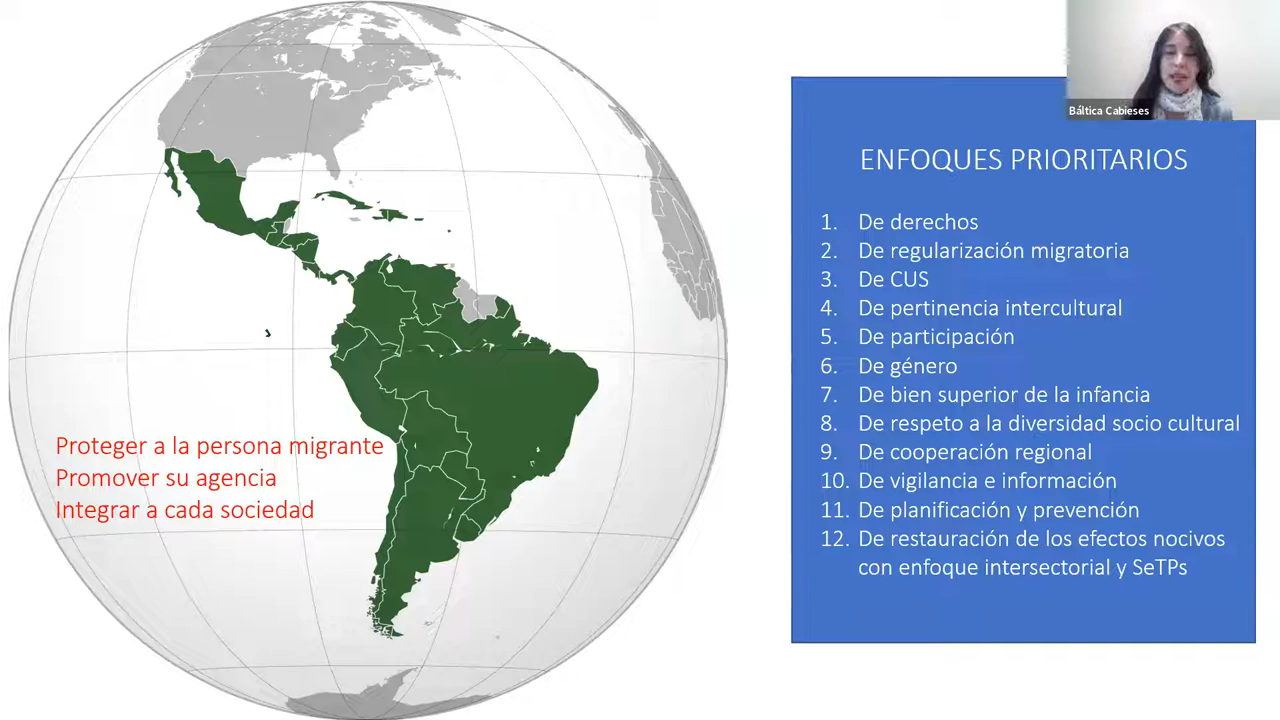 Báltica Cabieses
ENFOQUES PRIORITARIOS
1. De derechos
2. De regularización migratoria
3. De CUS
4. De pertinencia intercultural
5. De participación
6. De género
7. De bien superior de la infancia
8. De respeto a la diversidad socio cultural
9. De cooperación regional
10. De vigilancia e información
11. De planificación y prevención
12. De restauración de los efectos nocivos
con enfoque intersectorial y SeTPs
Proteger a la persona migrante
Promover su agencia
Integrar a cada sociedad